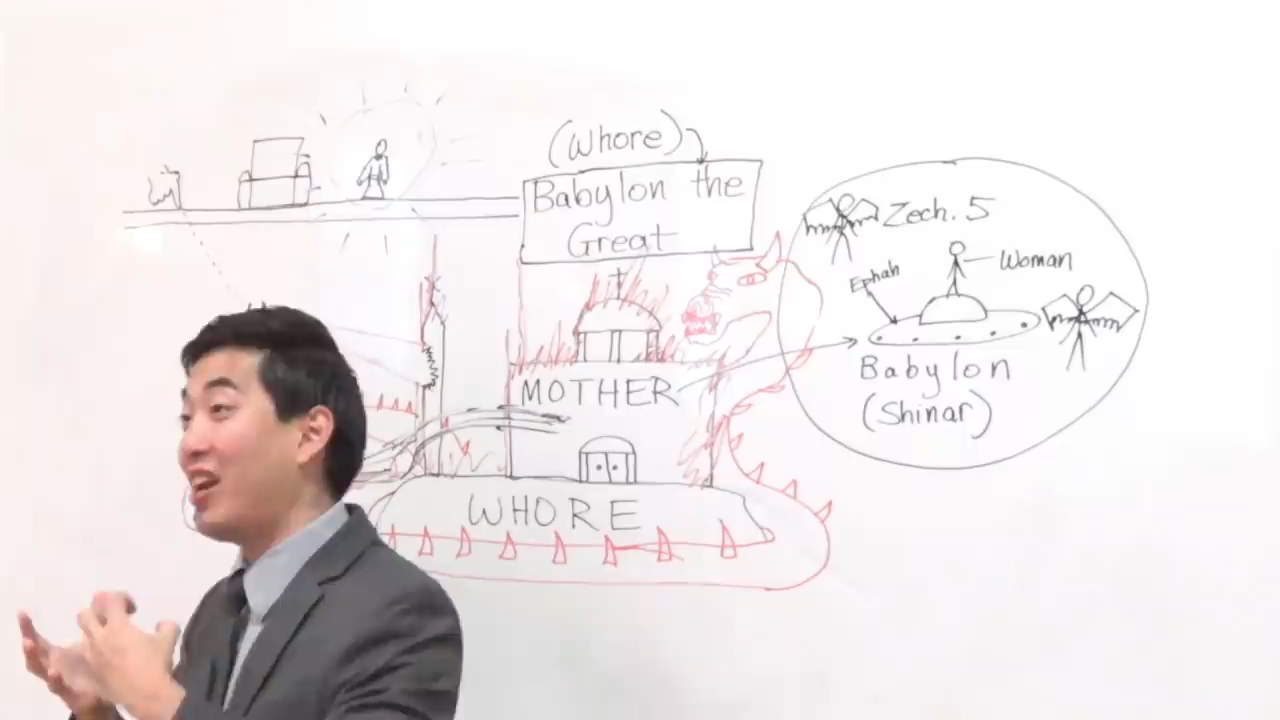 (Whore)
Babylon the
Great
MOTHER
WHORE
Zech. 5
Woman
Ephah
Babylon
(Shinar)